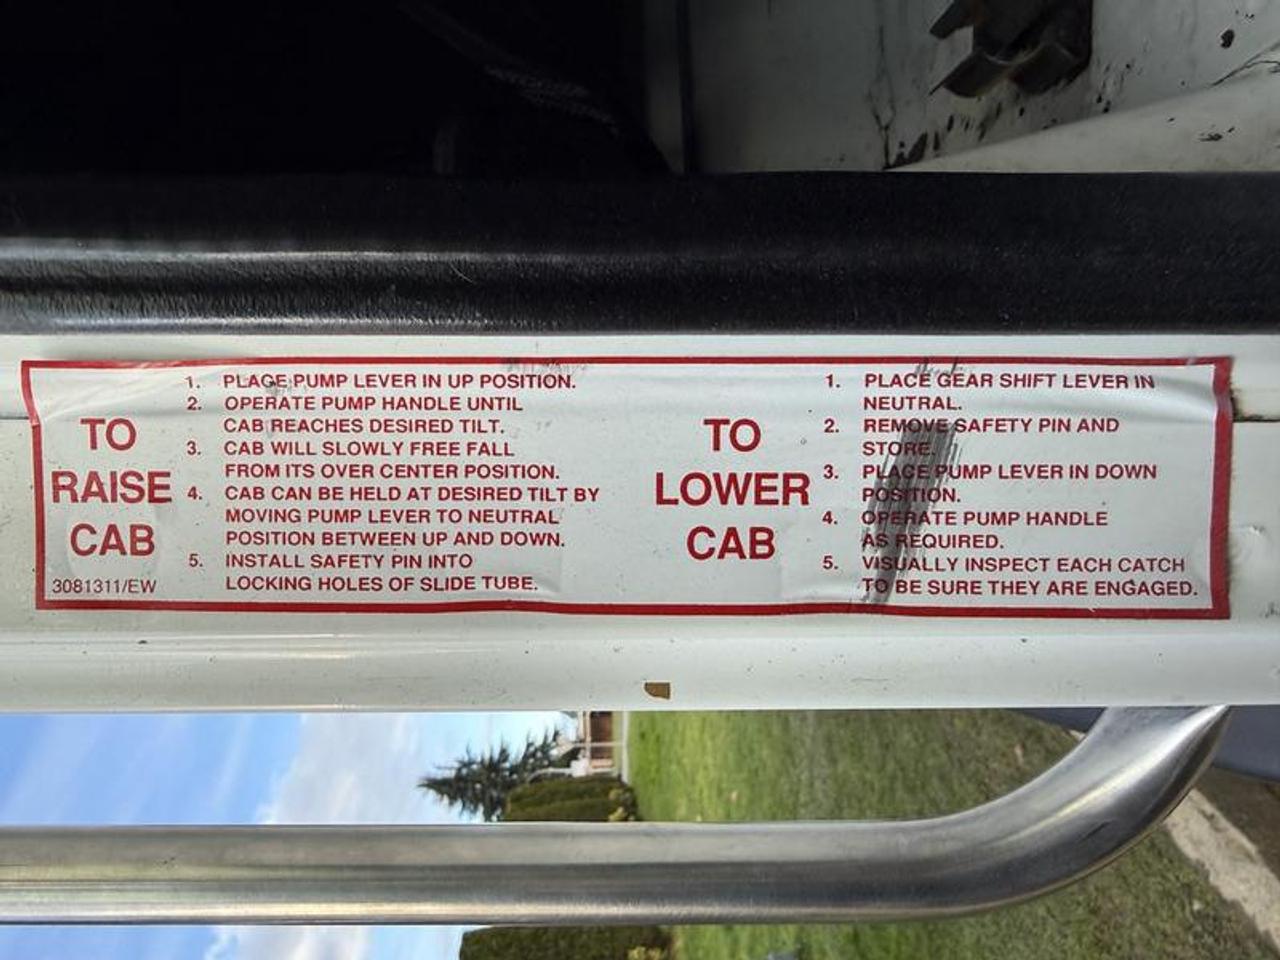 TO
RAISE
CAB
3081311/EW
1. PLACE PUMP LEVER IN UP POSITION.
2. OPERATE PUMP HANDLE UNTIL
CAB REACHES DESIRED TILT.
3. CAB WILL SLOWLY FREE FALL
FROM ITS OVER CENTER POSITION.
4. CAB CAN BE HELD AT DESIRED TILT BY
MOVING PUMP LEVER TO NEUTRAL
POSITION BETWEEN UP AND DOWN.
5. INSTALL SAFETY PIN INTO
LOCKING HOLES OF SLIDE TUBE.
TO
LOWER
CAB
1. PLACE GEAR SHIFT LEVER IN
NEUTRAL.
2. REMOVE SAFETY PIN AND
STORE.
3. PLACE PUMP LEVER IN DOWN
POSITION.
4. OPERATE PUMP HANDLE
AS REQUIRED.
5. VISUALLY INSPECT EACH CATCH
TO BE SURE THEY ARE ENGAGED.